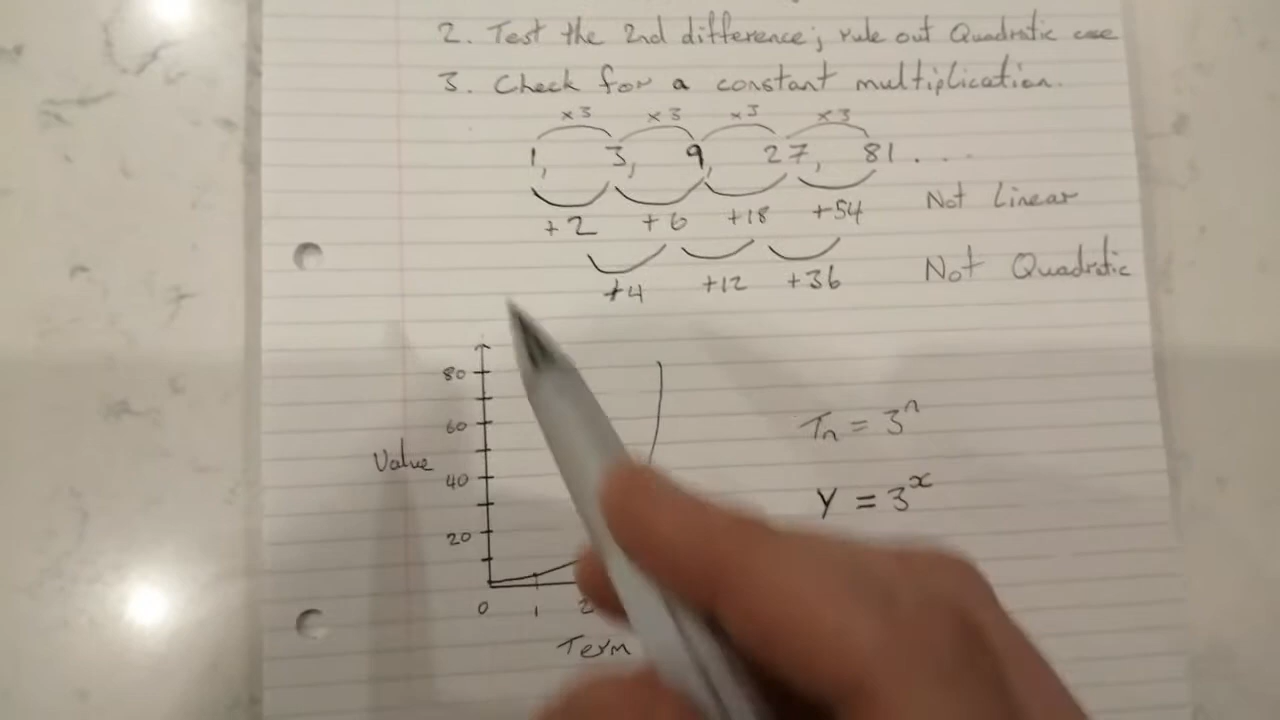 2. Test the 2nd difference; rule out Quadratic case
3. Check for a constant multiplication.
×3 ×3 ×3 ×3
1, 3, 9, 27, 81 . . .
+2 +6 +18 +54 Not Linear
+4 +12 +36 Not Quadratic
80
60
Value
40
20
0 1 2
Term
Tn = 3^n
y = 3^x